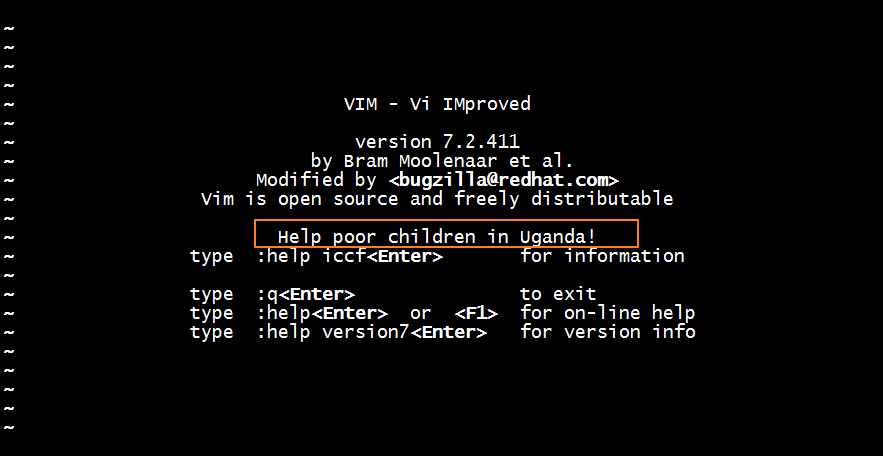 ~
~
~
~
~ VIM - Vi IMproved
~
~ version 7.2.411
~ by Bram Moolenaar et al.
~ Modified by <bugzilla@redhat.com>
~ Vim is open source and freely distributable
~
~ Help poor children in Uganda!
~ type :help iccf<Enter> for information
~
~ type :q<Enter> to exit
~ type :help<Enter> or <F1> for on-line help
~ type :help version7<Enter> for version info
~
~
~
~
~